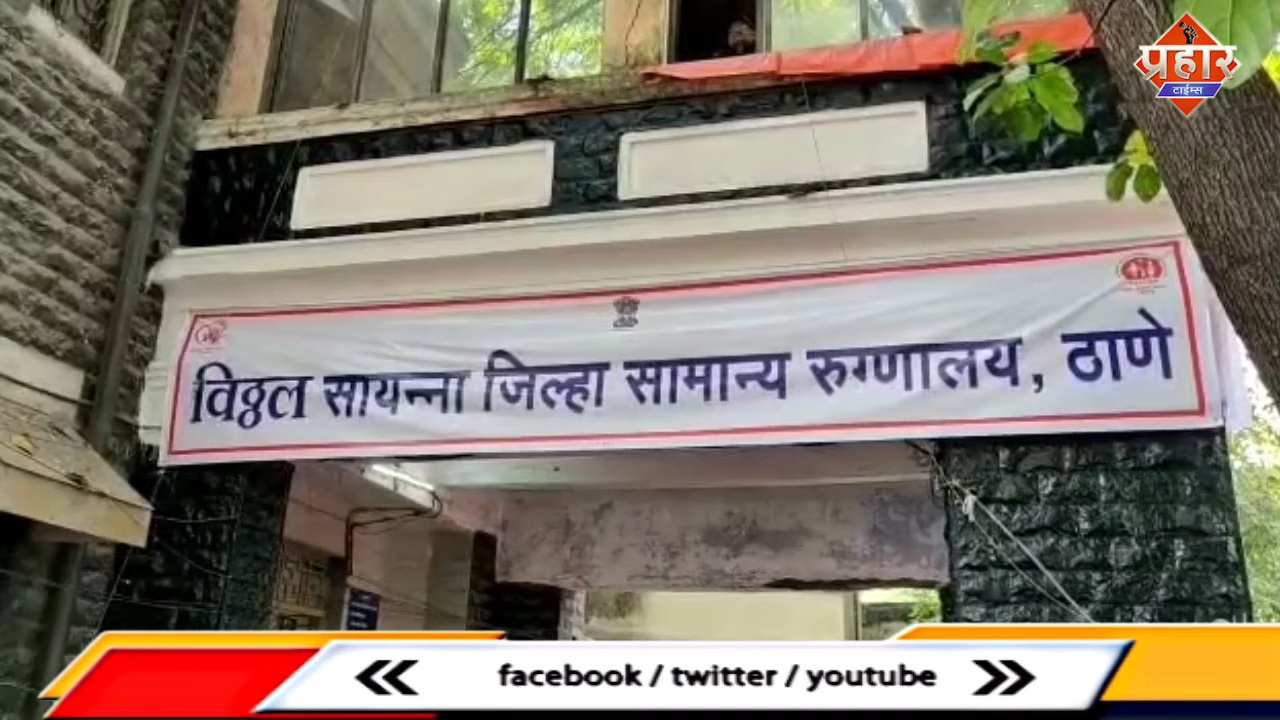 प्रहार
टाईम्स
विठ्ठल सायन्ना जिल्हा सामान्य रुग्णालय, ठाणे
facebook / twitter / youtube